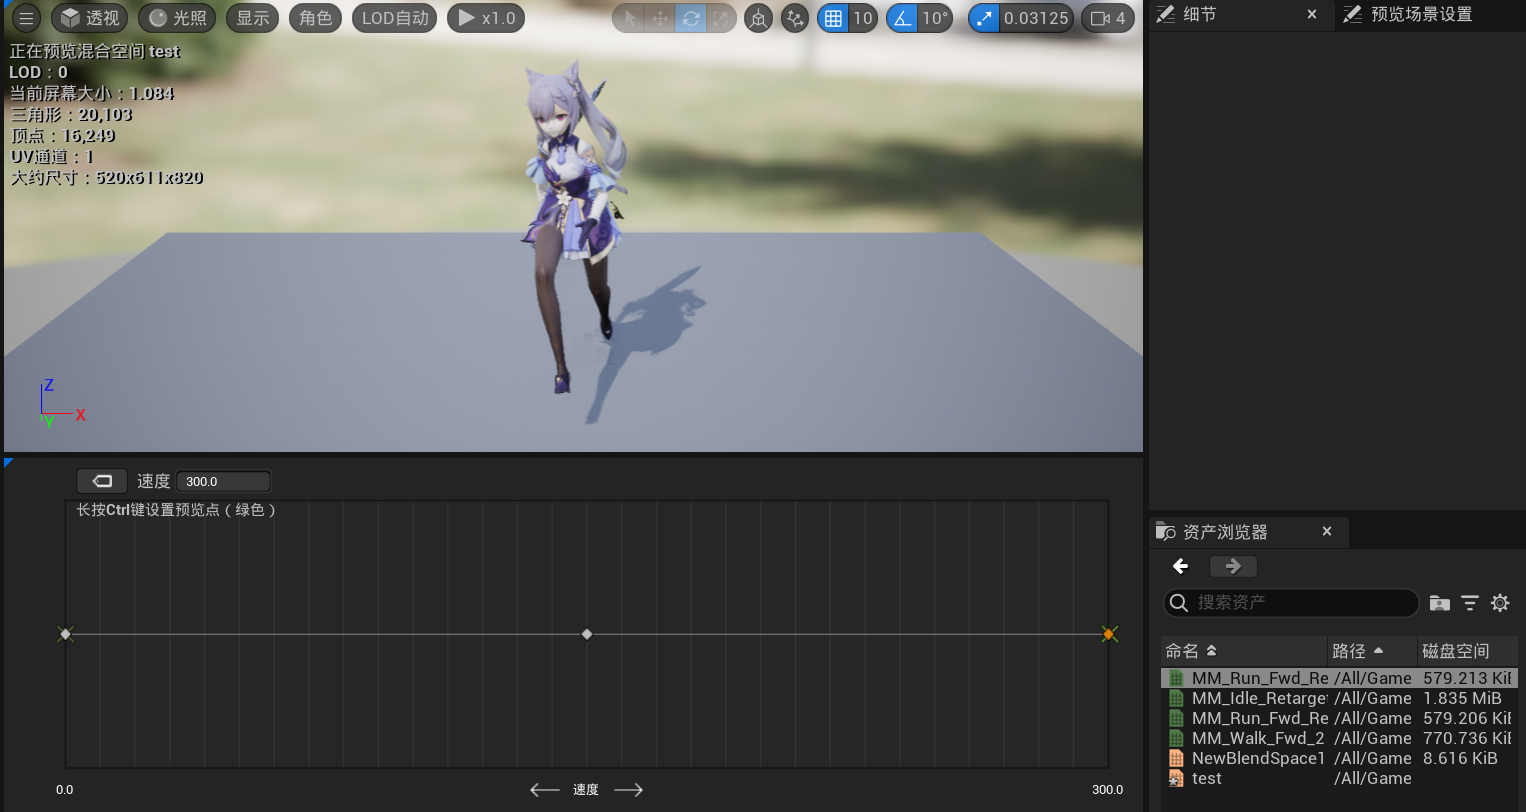 透视 光照 显示 角色 LOD自动 x1.0 10 10° 0.03125 4
正在预览混合空间 test
LOD：0
当前屏幕大小：1.084
三角形：20,103
顶点：16,249
UV通道：1
大约尺寸：520x611x820
Z
Y X
速度 300.0
长按Ctrl键设置预览点（绿色）
0.0 速度 300.0
细节 预览场景设置
资产浏览器
搜索资产
命名 路径 磁盘空间
MM_Run_Fwd_Re /All/Game 579.213 KiB
MM_Idle_Retarget /All/Game 1.835 MiB
MM_Run_Fwd_Re /All/Game 579.206 KiB
MM_Walk_Fwd_2 /All/Game 770.736 KiB
NewBlendSpace1 /All/Game 8.616 KiB
test /All/Game